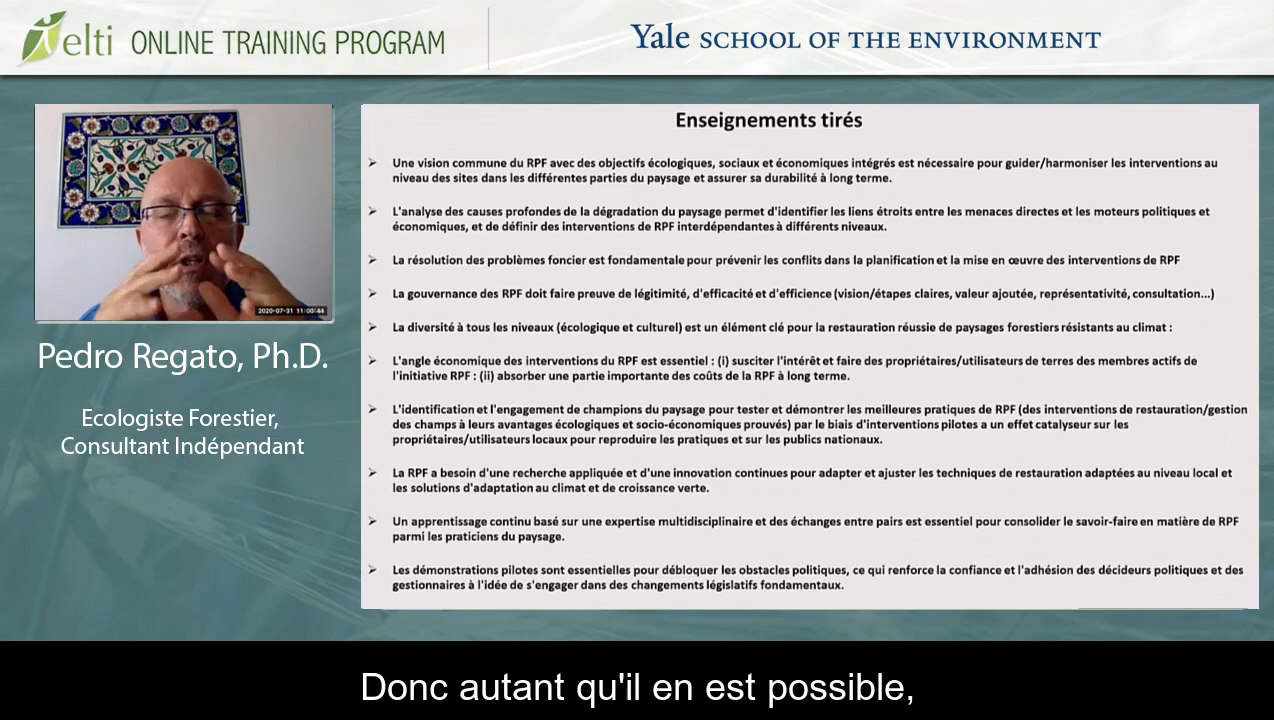 elti ONLINE TRAINING PROGRAM
Yale SCHOOL OF THE ENVIRONMENT
2020-07-31 11:00:44
Pedro Regato, Ph.D.
Ecologiste Forestier,
Consultant Indépendant
Enseignements tirés
➢ Une vision commune du RPF avec des objectifs écologiques, sociaux et économiques intégrés est nécessaire pour guider/harmoniser les interventions au
niveau des sites dans les différentes parties du paysage et assurer sa durabilité à long terme.
➢ L'analyse des causes profondes de la dégradation du paysage permet d'identifier les liens étroits entre les menaces directes et les moteurs politiques et
économiques, et de définir des interventions de RPF interdépendantes à différents niveaux.
➢ La résolution des problèmes foncier est fondamentale pour prévenir les conflits dans la planification et la mise en œuvre des interventions de RPF
➢ La gouvernance des RPF doit faire preuve de légitimité, d'efficacité et d'efficience (vision/étapes claires, valeur ajoutée, représentativité, consultation...)
➢ La diversité à tous les niveaux (écologique et culturel) est un élément clé pour la restauration réussie de paysages forestiers résistants au climat :
➢ L'angle économique des interventions du RPF est essentiel : (i) susciter l'intérêt et faire des propriétaires/utilisateurs de terres des membres actifs de
l'initiative RPF : (ii) absorber une partie importante des coûts de la RPF à long terme.
➢ L'identification et l'engagement de champions du paysage pour tester et démontrer les meilleures pratiques de RPF (des interventions de restauration/gestion
des champs à leurs avantages écologiques et socio-économiques prouvés) par le biais d'interventions pilotes a un effet catalyseur sur les
propriétaires/utilisateurs locaux pour reproduire les pratiques et sur les publics nationaux.
➢ La RPF a besoin d'une recherche appliquée et d'une innovation continues pour adapter et ajuster les techniques de restauration adaptées au niveau local et
les solutions d'adaptation au climat et de croissance verte.
➢ Un apprentissage continu basé sur une expertise multidisciplinaire et des échanges entre pairs est essentiel pour consolider le savoir-faire en matière de RPF
parmi les praticiens du paysage.
➢ Les démonstrations pilotes sont essentielles pour débloquer les obstacles politiques, ce qui renforce la confiance et l'adhésion des décideurs politiques et des
gestionnaires à l'idée de s'engager dans des changements législatifs fondamentaux.
Donc autant qu'il en est possible,